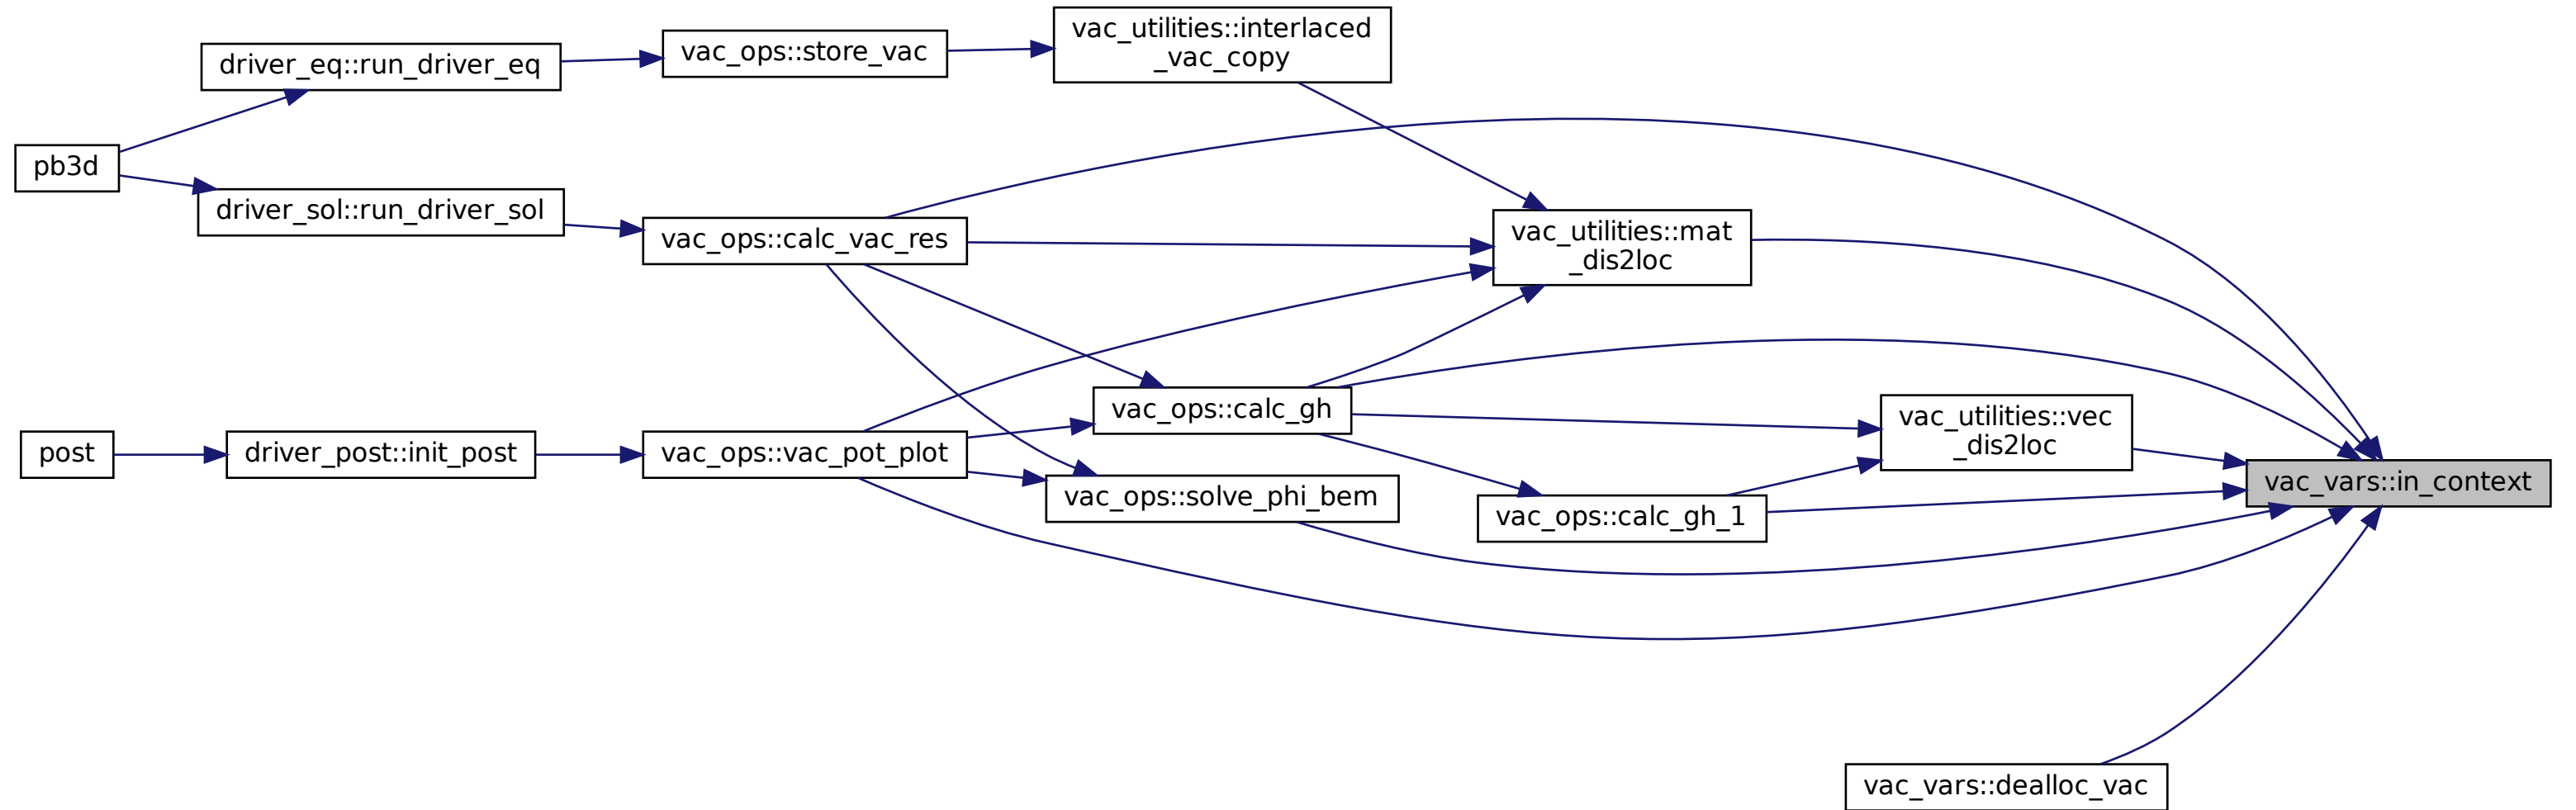 vac_utilities::interlaced
_vac_copy
vac_ops::store_vac
driver_eq::run_driver_eq
pb3d
driver_sol::run_driver_sol
vac_ops::calc_vac_res
vac_utilities::mat
_dis2loc
vac_ops::calc_gh
vac_utilities::vec
_dis2loc
post
driver_post::init_post
vac_ops::vac_pot_plot
vac_ops::solve_phi_bem
vac_ops::calc_gh_1
vac_vars::in_context
vac_vars::dealloc_vac